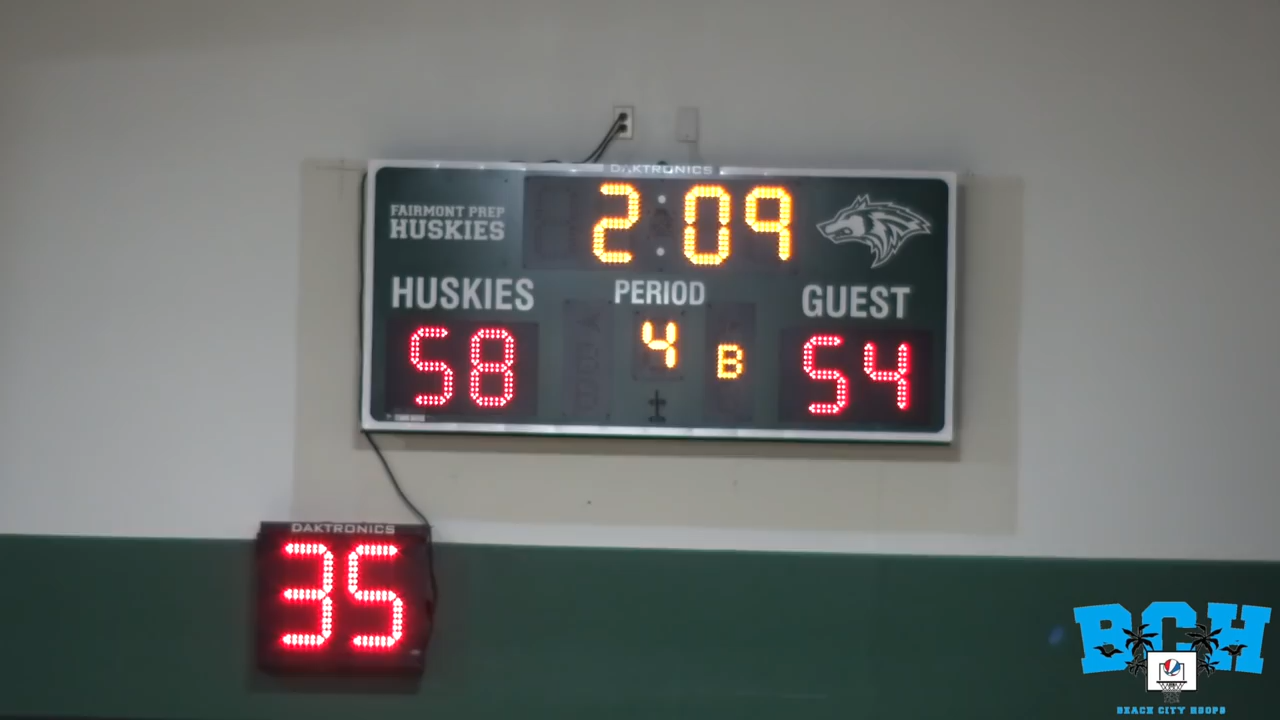 DAKTRONICS
FAIRMONT PREP
HUSKIES
2:09
HUSKIES
PERIOD
GUEST
58
4
B
54
DAKTRONICS
35
BCH
BEACH CITY HOOPS